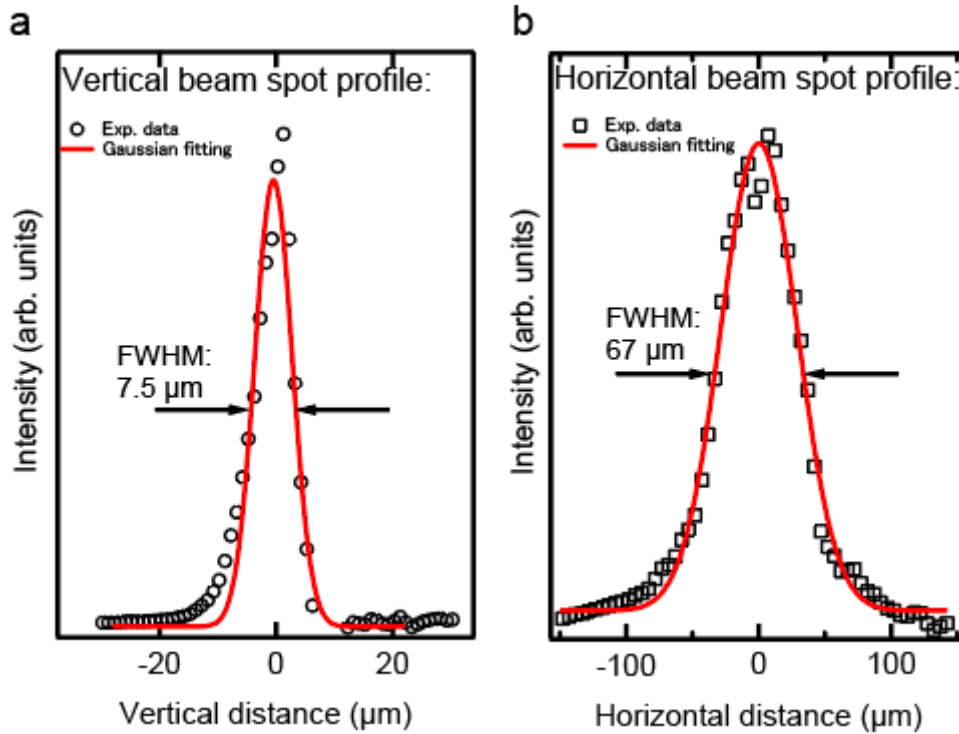 a
Vertical beam spot profile:
Exp. data
Gaussian fitting
FWHM:
7.5 µm
Intensity (arb. units)
-20 0 20
Vertical distance (µm)
b
Horizontal beam spot profile:
Exp. data
Gaussian fitting
FWHM:
67 µm
Intensity (arb. units)
-100 0 100
Horizontal distance (µm)